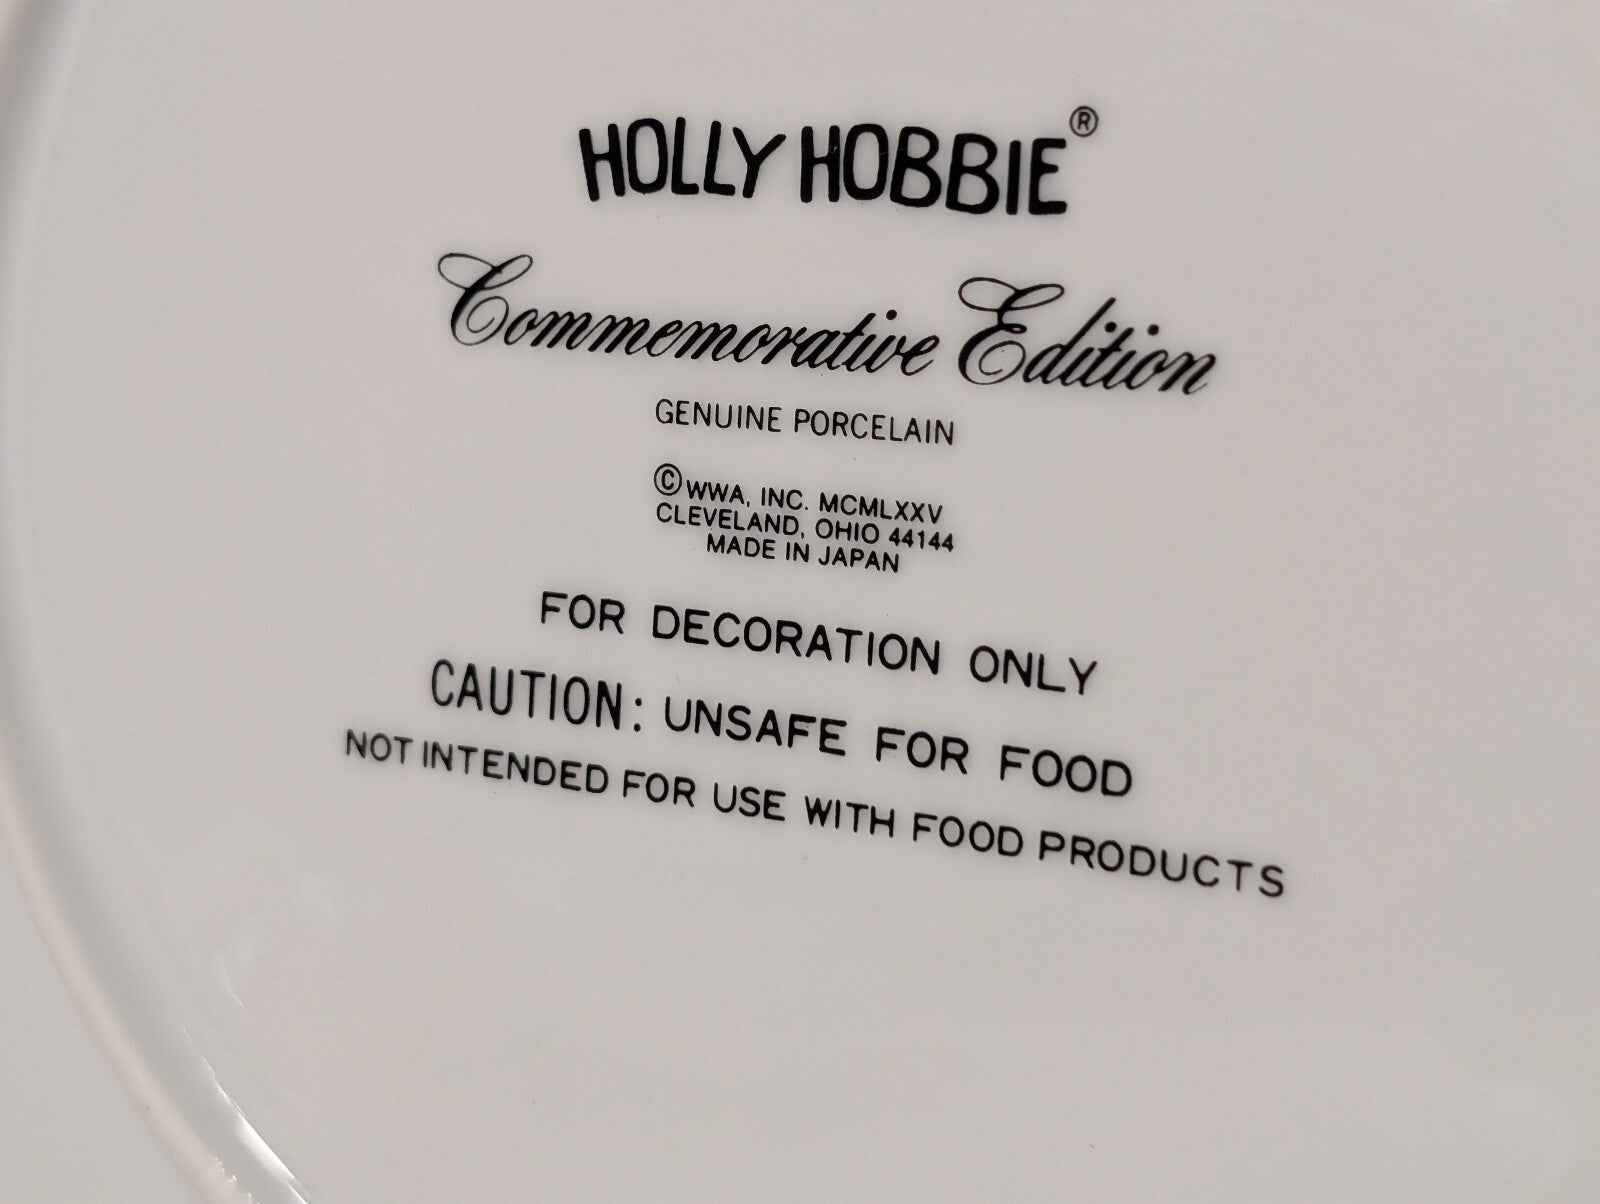 HOLLY HOBBIE®
Commemorative Edition
GENUINE PORCELAIN
© WWA, INC. MCMLXXV
CLEVELAND, OHIO 44144
MADE IN JAPAN
FOR DECORATION ONLY
CAUTION: UNSAFE FOR FOOD
NOT INTENDED FOR USE WITH FOOD PRODUCTS